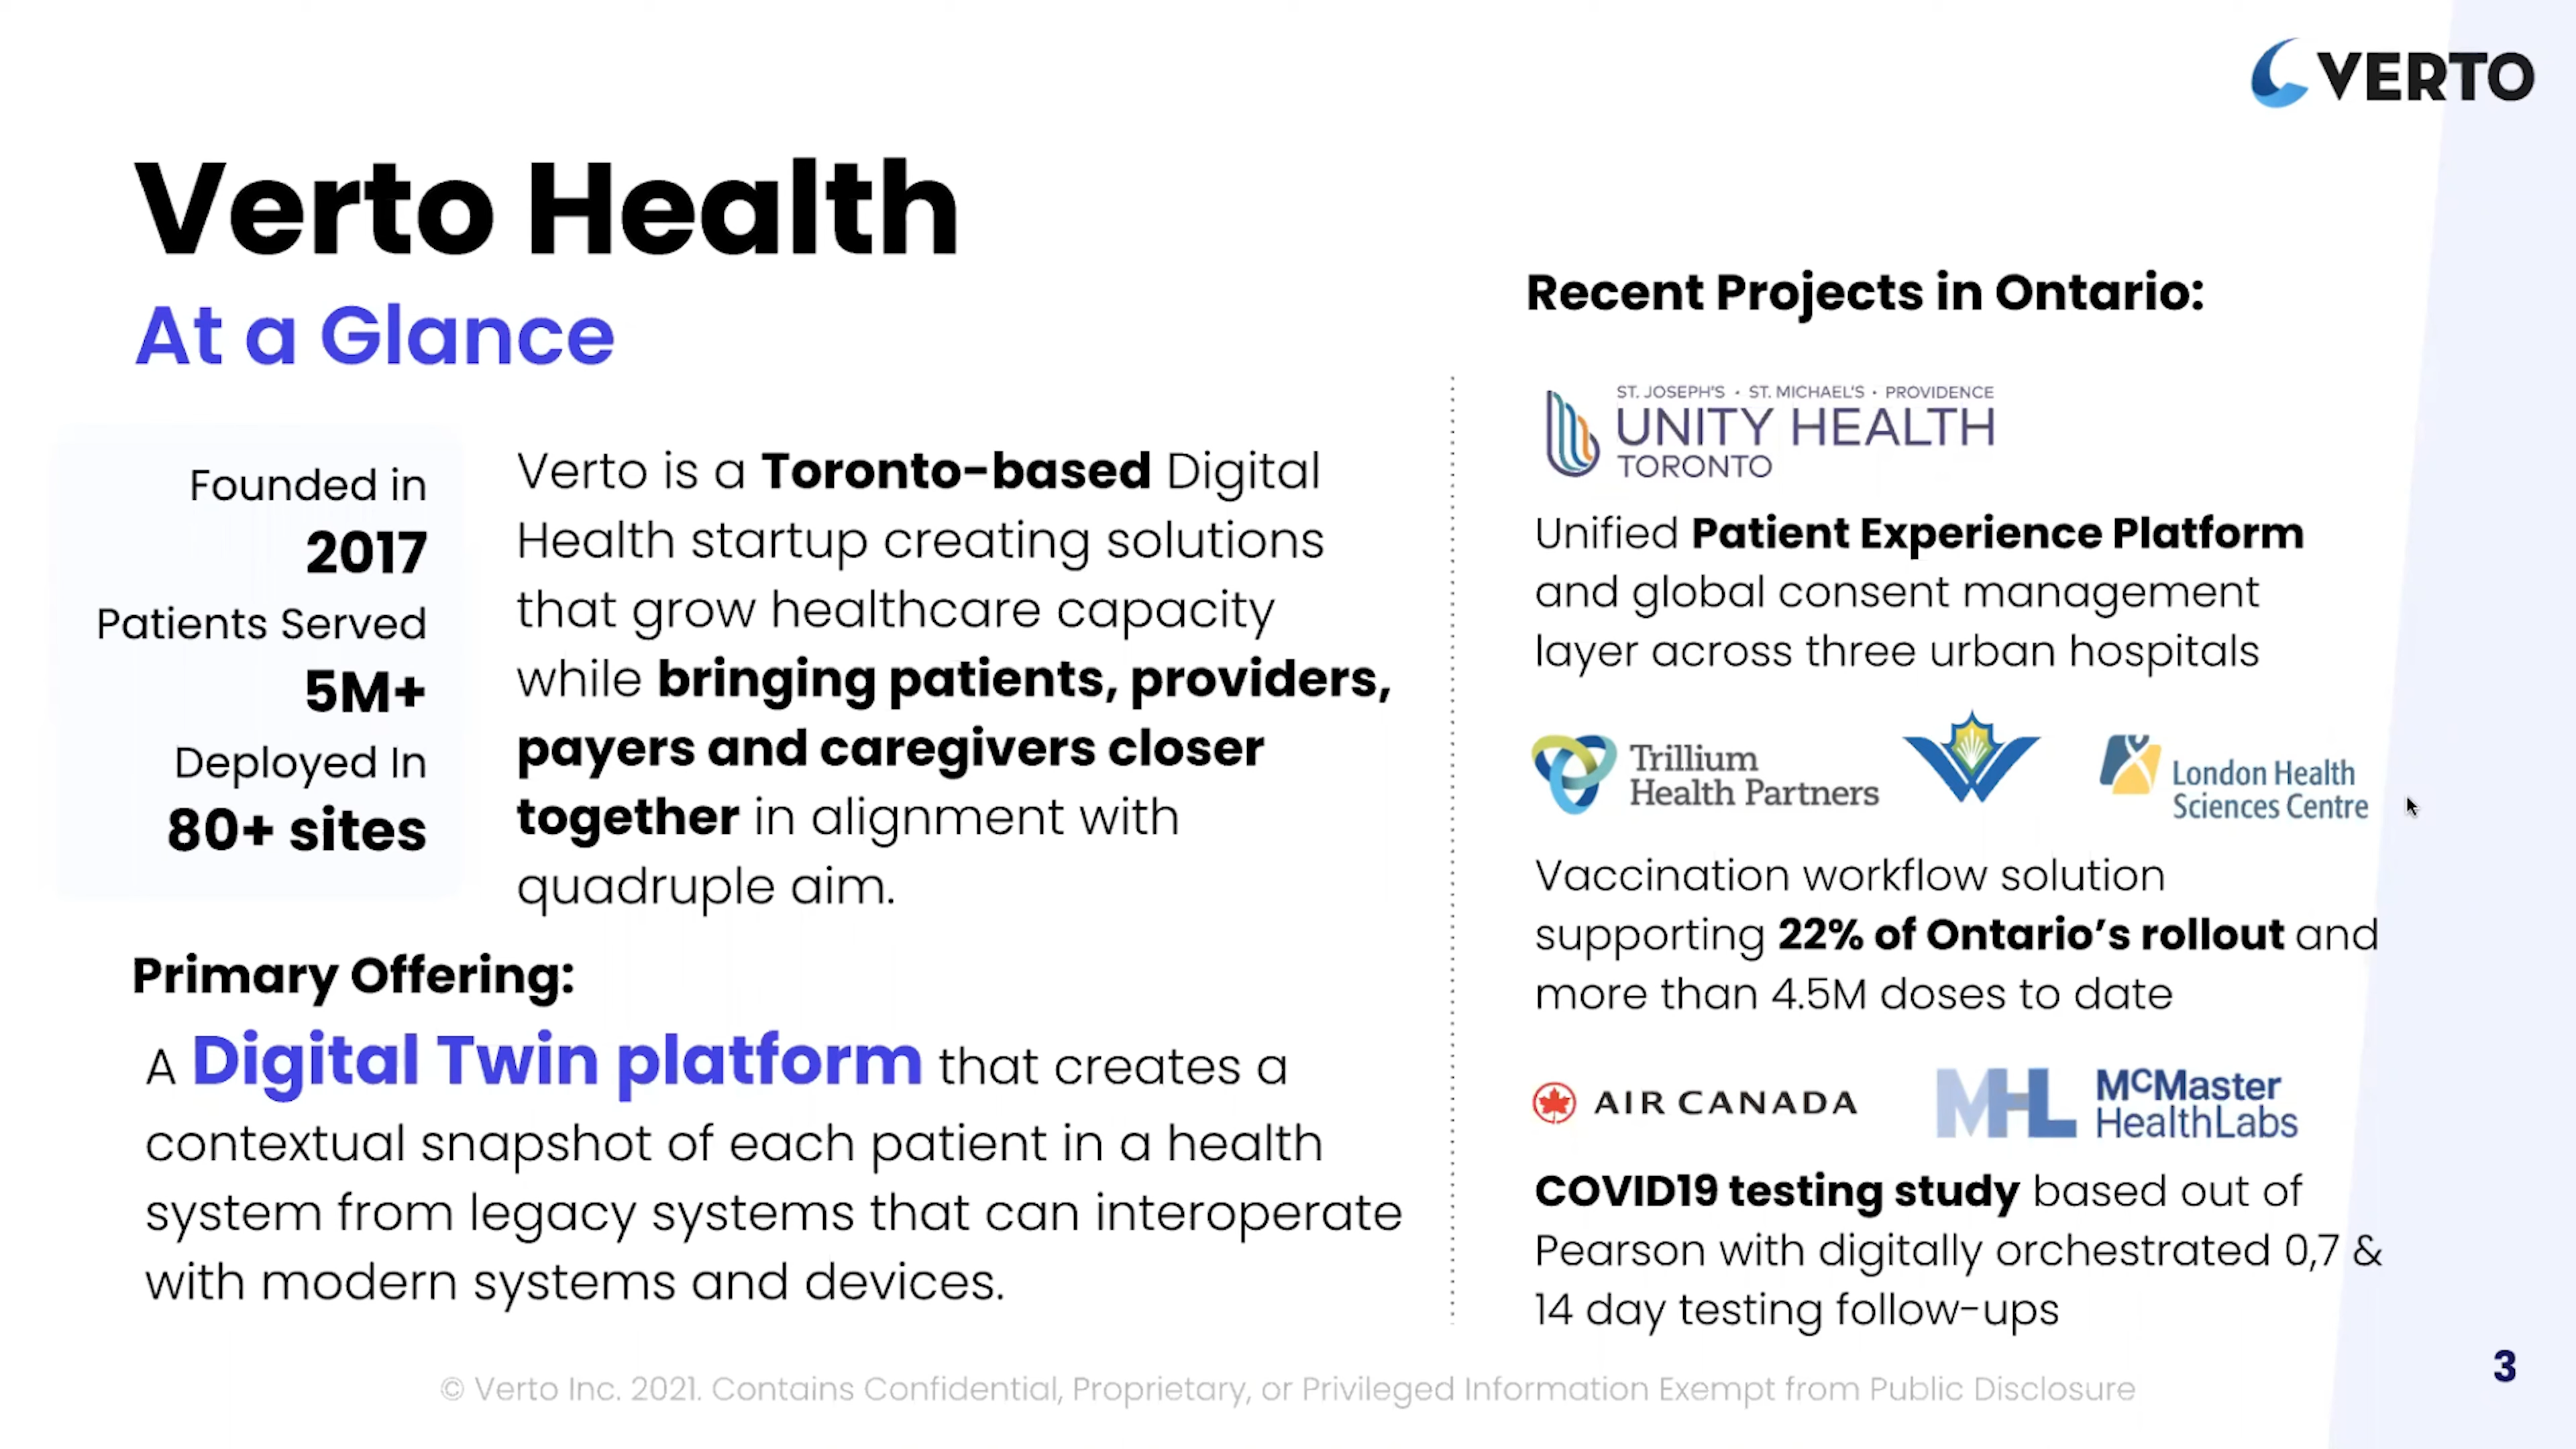 VERTO
Verto Health
At a Glance
Founded in
2017
Patients Served
5M+
Deployed In
80+ sites
Verto is a Toronto-based Digital
Health startup creating solutions
that grow healthcare capacity
while bringing patients, providers,
payers and caregivers closer
together in alignment with
quadruple aim.
Primary Offering:
A Digital Twin platform that creates a
contextual snapshot of each patient in a health
system from legacy systems that can interoperate
with modern systems and devices.
Recent Projects in Ontario:
ST. JOSEPH'S · ST. MICHAEL'S · PROVIDENCE
UNITY HEALTH
TORONTO
Unified Patient Experience Platform
and global consent management
layer across three urban hospitals
Trillium
Health Partners
London Health
Sciences Centre
Vaccination workflow solution
supporting 22% of Ontario's rollout and
more than 4.5M doses to date
AIR CANADA
MHL
McMaster
HealthLabs
COVID19 testing study based out of
Pearson with digitally orchestrated 0,7 &
14 day testing follow-ups
© Verto Inc. 2021. Contains Confidential, Proprietary, or Privileged Information Exempt from Public Disclosure
3